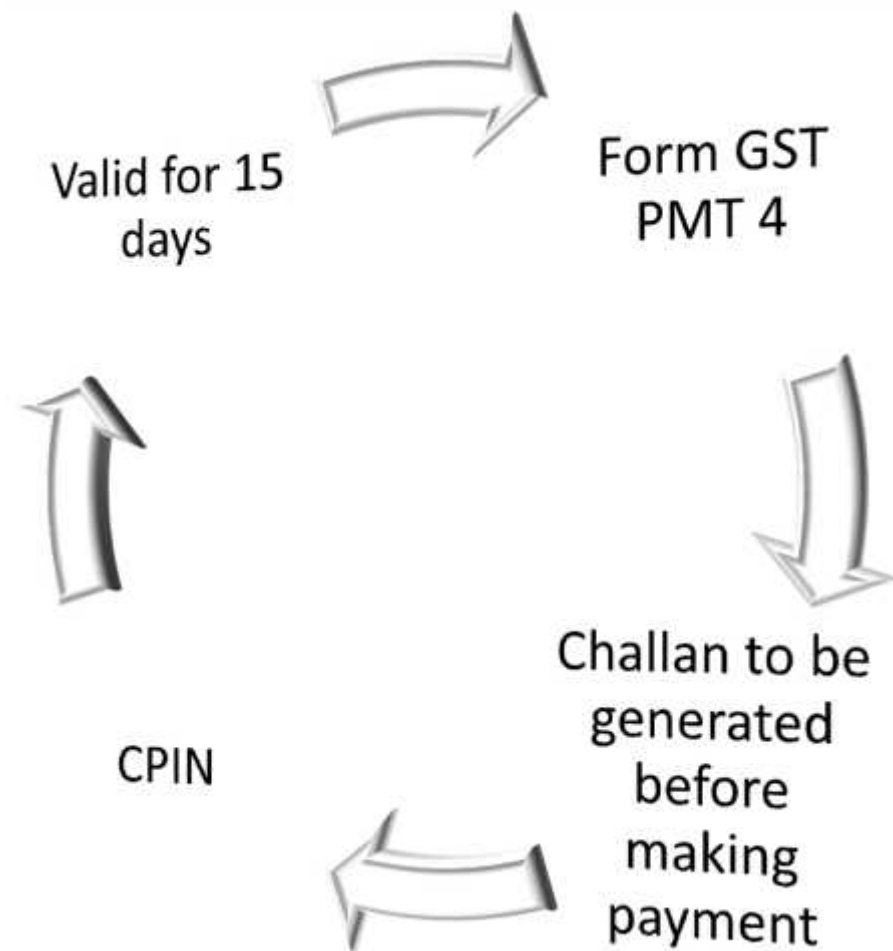 Valid for 15
days
Form GST
PMT 4
Challan to be
generated
before
making
payment
CPIN